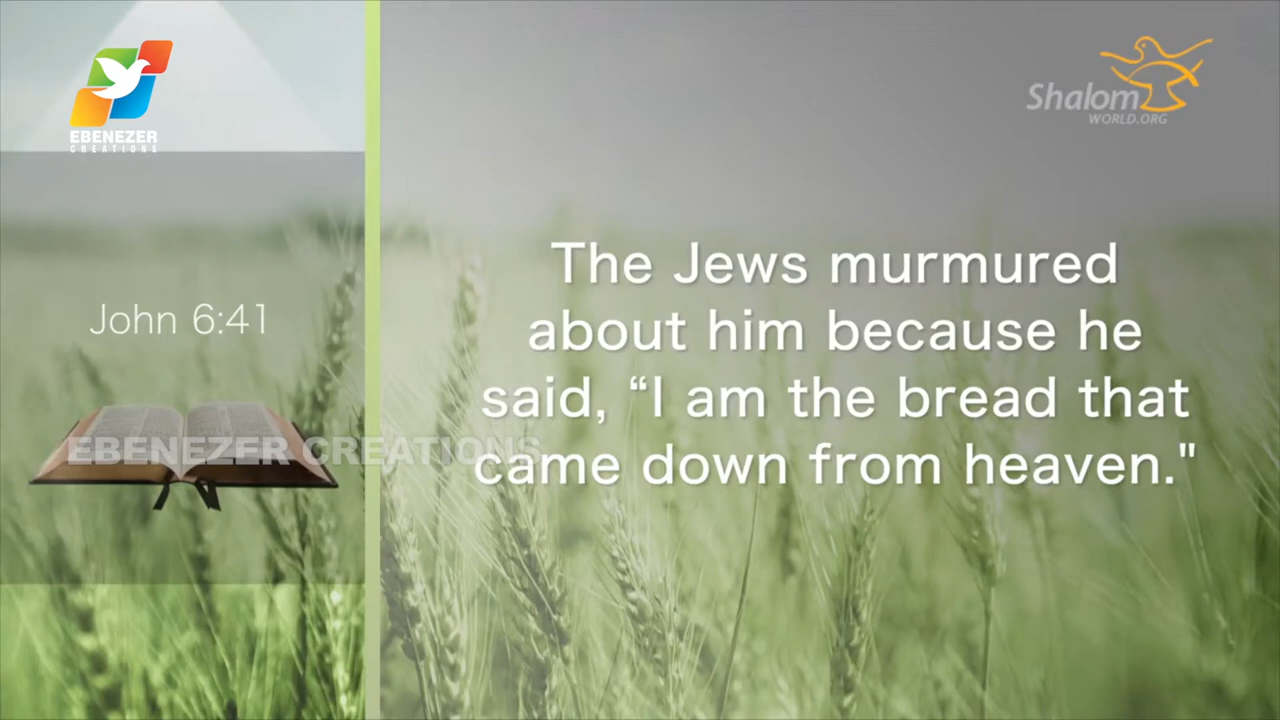 EBENEZER
CREATIONS
Shalom
WORLD.ORG
John 6:41
EBENEZER CREATIONS
The Jews murmured
about him because he
said, “I am the bread that
came down from heaven."